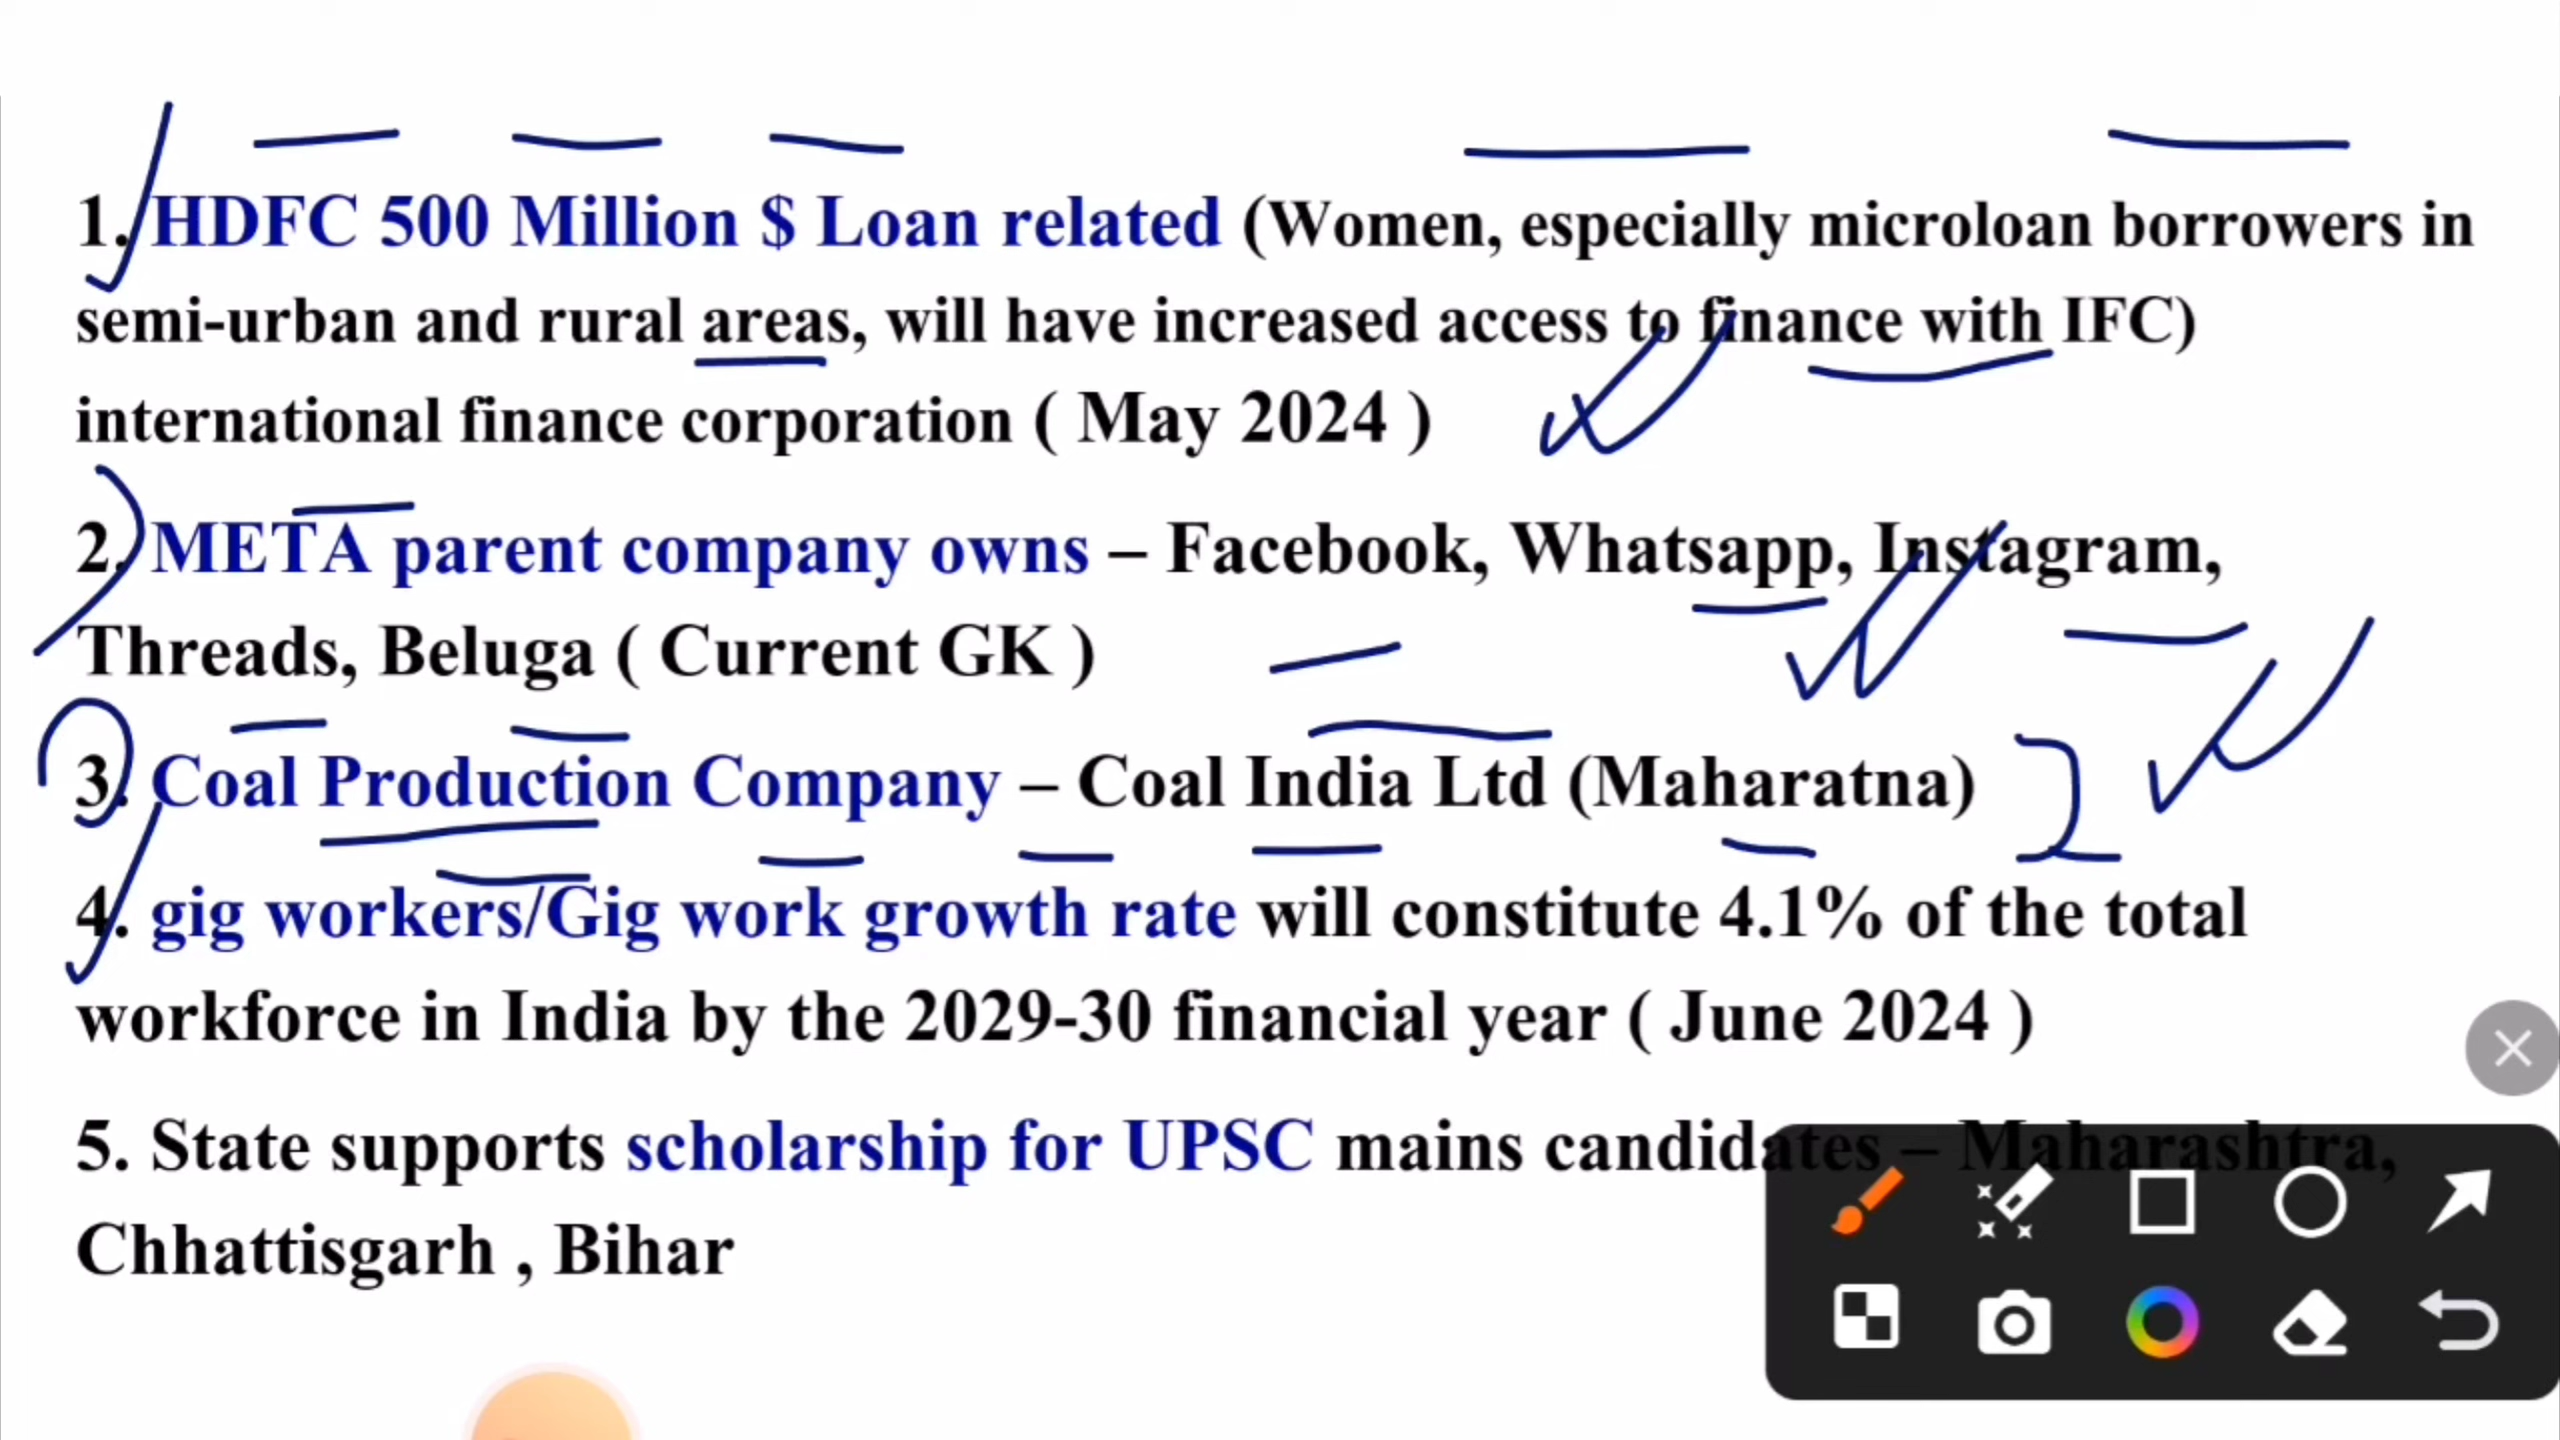 1. HDFC 500 Million $ Loan related (Women, especially microloan borrowers in
semi-urban and rural areas, will have increased access to finance with IFC)
international finance corporation ( May 2024 )
2. META parent company owns – Facebook, Whatsapp, Instagram,
Threads, Beluga ( Current GK )
3. Coal Production Company – Coal India Ltd (Maharatna)
4. gig workers/Gig work growth rate will constitute 4.1% of the total
workforce in India by the 2029-30 financial year ( June 2024 )
5. State supports scholarship for UPSC mains candidates – Maharashtra,
Chhattisgarh , Bihar